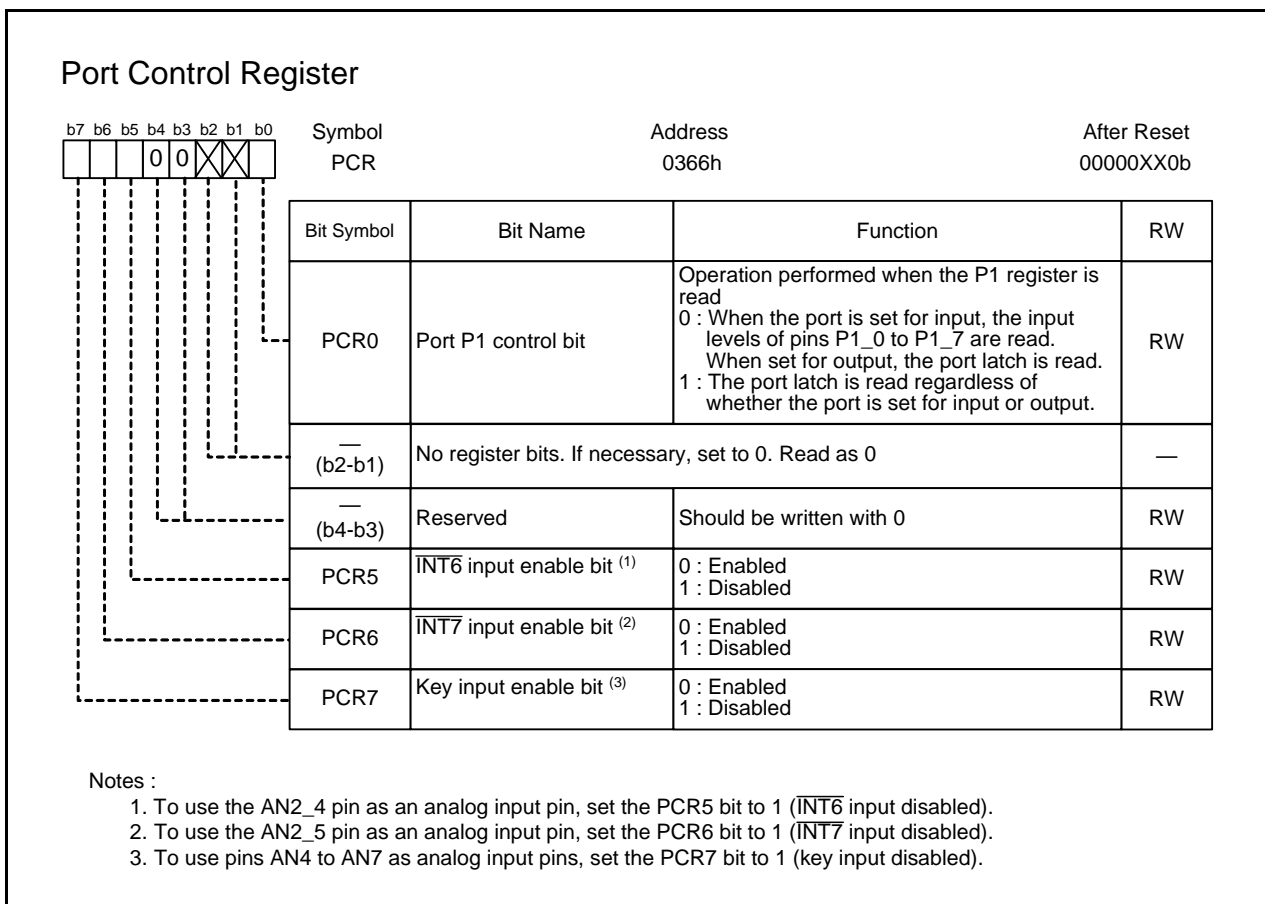 Port Control Register
b7 b6 b5 b4 b3 b2 b1 b0
Symbol Address After Reset
0 0
PCR 0366h 00000XX0b
Bit Symbol Bit Name Function RW
PCR0 Port P1 control bit
Operation performed when the P1 register is
read
0 : When the port is set for input, the input
levels of pins P1_0 to P1_7 are read.
When set for output, the port latch is read.
1 : The port latch is read regardless of
whether the port is set for input or output.
RW
—
(b2-b1)
No register bits. If necessary, set to 0. Read as 0
—
—
(b4-b3)
Reserved
Should be written with 0
RW
PCR5
INT6 input enable bit (1)
0 : Enabled
1 : Disabled
RW
PCR6
INT7 input enable bit (2)
0 : Enabled
1 : Disabled
RW
PCR7
Key input enable bit (3)
0 : Enabled
1 : Disabled
RW
Notes :
1. To use the AN2_4 pin as an analog input pin, set the PCR5 bit to 1 (INT6 input disabled).
2. To use the AN2_5 pin as an analog input pin, set the PCR6 bit to 1 (INT7 input disabled).
3. To use pins AN4 to AN7 as analog input pins, set the PCR7 bit to 1 (key input disabled).